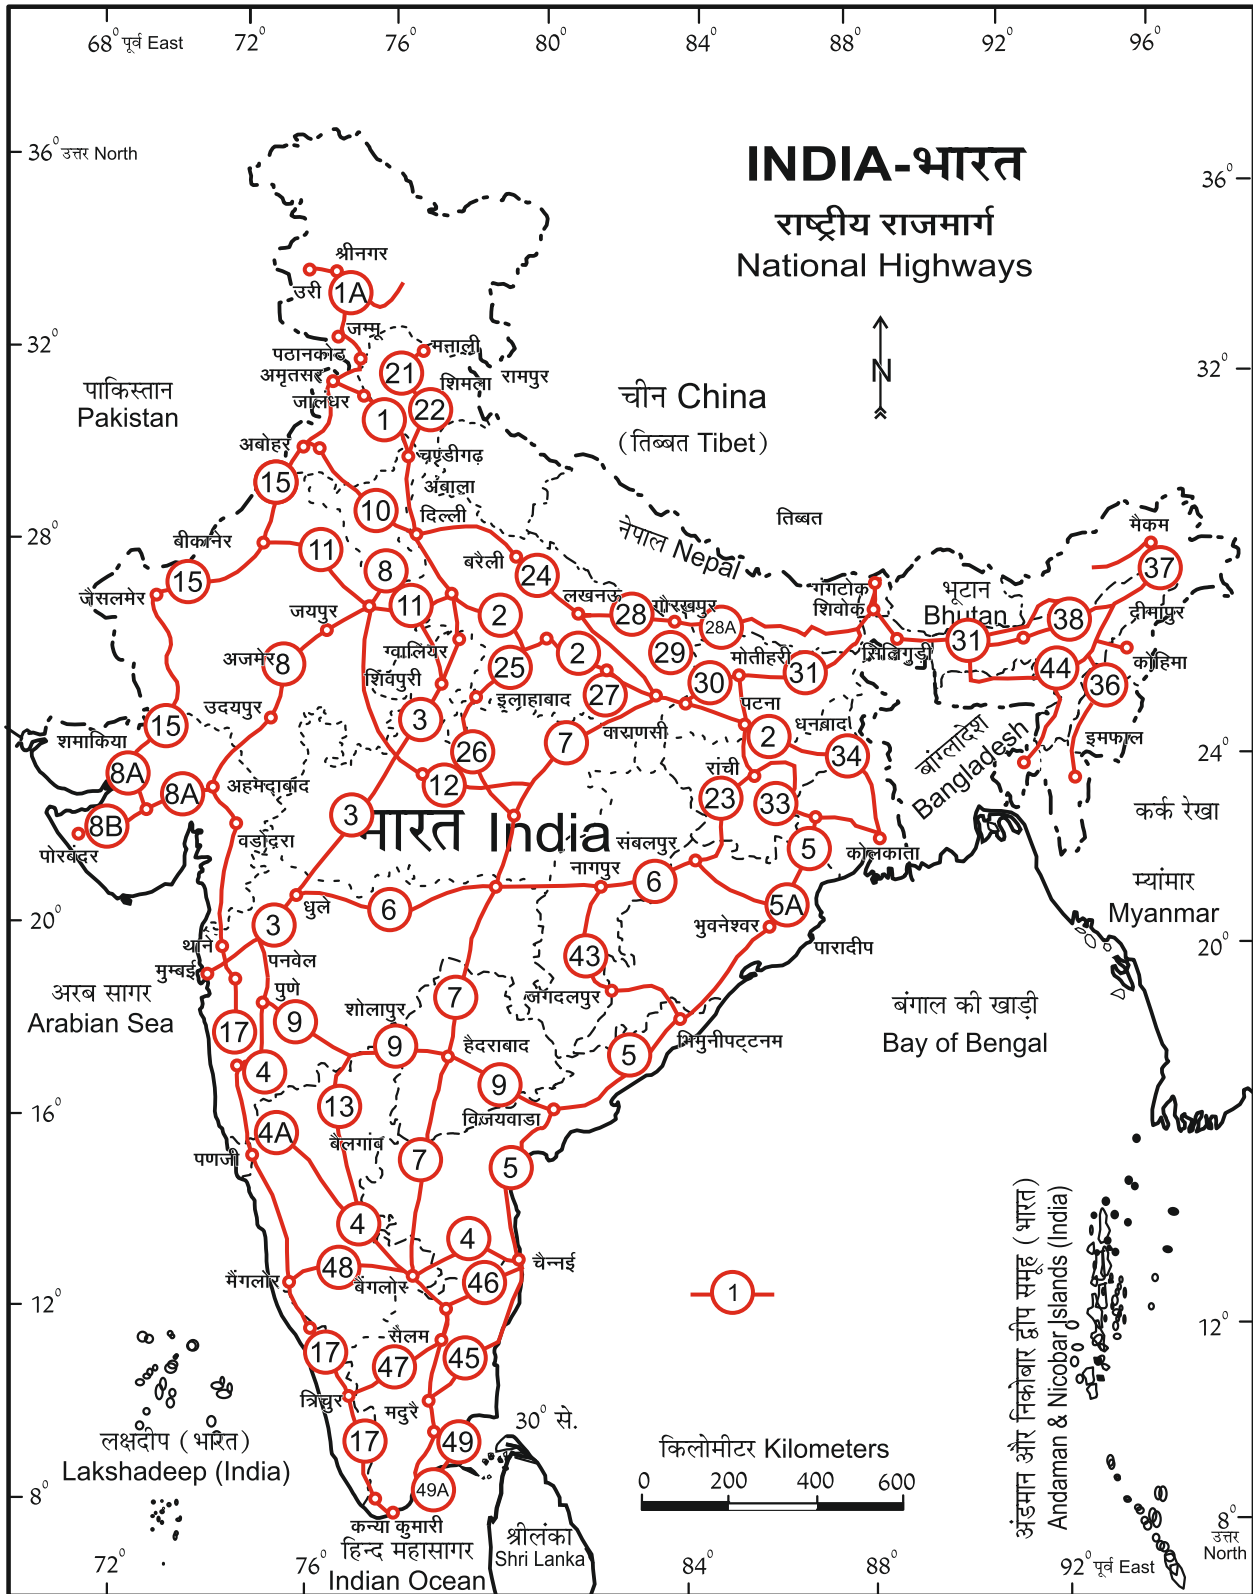 68° पूर्व East
72°
76°
80°
84°
88°
92°
96°
36° उत्तर North
INDIA-भारत
36°
राष्ट्रीय राजमार्ग
National Highways
श्रीनगर
उरी
1A
जम्मू
32°
पठानकोट
मनाली
N
अमृतसर
21
शिमला
रामपुर
32°
पाकिस्तान
Pakistan
जालंधर
1
22
चीन China
(तिब्बत Tibet)
अबोहर
चण्डीगढ़
15
अंबाला
10
दिल्ली
तिब्बत
मैकम
28°
बीकानेर
11
नेपाल Nepal
15
8
बरैली
24
37
जैसलमेर
लखनऊ
गंगटोक
भूटान
Bhutan
जयपुर
11
2
28
गौरखपुर
28A
शिवोक
38
दीमापुर
ग्वालियर
31
अजमेर
8
25
2
29
मोतीहारी
31
सिलिगुड़ी
44
कोहिमा
शिवपुरी
27
30
36
उदयपुर
इलाहाबाद
पटना
15
3
वाराणसी
धनबाद
2
34
इमफाल
शमाकिया
26
7
बांग्लादेश
Bangladesh
24°
8A
8A
अहमदाबाद
12
रांची
23
33
कर्क रेखा
8B
3
भारत India
पोरबंदर
वडोदरा
संबलपुर
5
कोलकाता
नागपुर
6
म्यांमार
Myanmar
20°
धुले
6
5A
3
भुवनेश्वर
पारादीप
20°
थाने
मुम्बई
पनवेल
43
पुणे
शोलापुर
7
जगदलपुर
अरब सागर
Arabian Sea
बंगाल की खाड़ी
Bay of Bengal
17
9
9
हैदराबाद
5
भिमुनीपट्टनम
4
9
16°
13
विजयवाडा
4A
बैलगांब
7
5
पणजी
4
4
चैन्नई
48
46
मैंगलोर
बैंगलोर
1
12°
12°
सैलम
17
47
45
त्रिचुर
मदुरै
30° से.
17
49
लक्षदीप (भारत)
Lakshadeep (India)
किलोमीटर Kilometers
0
200
400
600
49A
8°
8°
कन्या कुमारी
उत्तर
North
हिन्द महासागर
Indian Ocean
श्रीलंका
Shri Lanka
अंडमान और निकोबार द्वीप समूह (भारत)
Andaman & Nicobar Islands (India)
72°
76°
84°
88°
92° पूर्व East